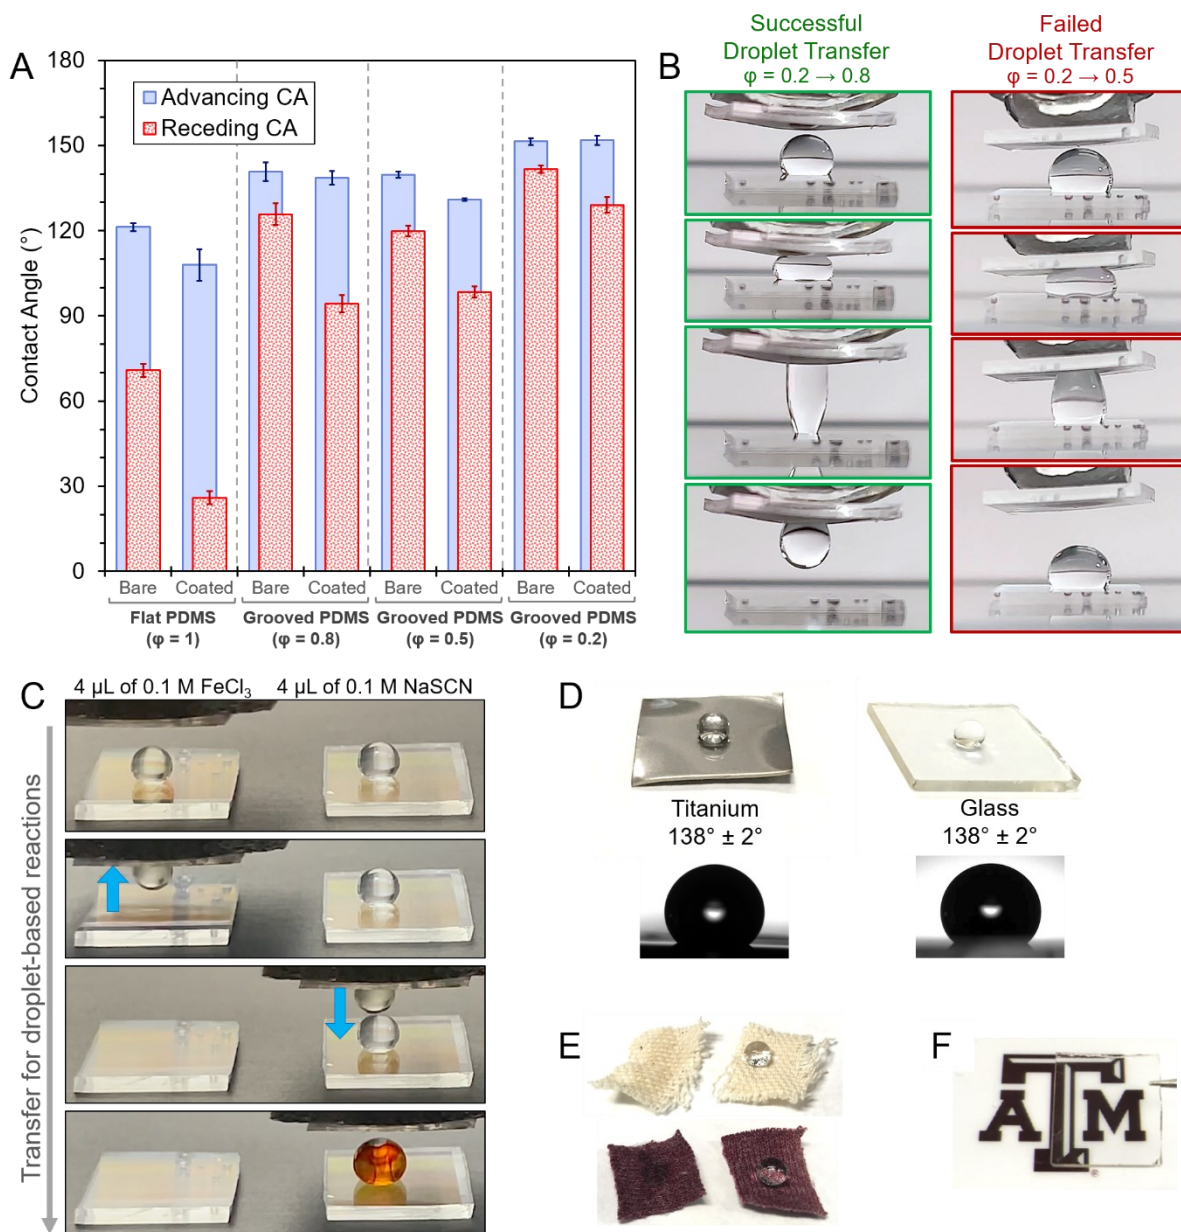 A
180
150
120
90
60
30
0
Contact Angle (°)
Advancing CA
Receding CA
Bare
Coated
Bare
Coated
Bare
Coated
Bare
Coated
Flat PDMS
(φ = 1)
Grooved PDMS
(φ = 0.8)
Grooved PDMS
(φ = 0.5)
Grooved PDMS
(φ = 0.2)
B
Successful
Droplet Transfer
φ = 0.2 → 0.8
Failed
Droplet Transfer
φ = 0.2 → 0.5
C
4 µL of 0.1 M FeCl₃
4 µL of 0.1 M NaSCN
Transfer for droplet-based reactions
D
Titanium
138° ± 2°
Glass
138° ± 2°
E
F
ATM
®